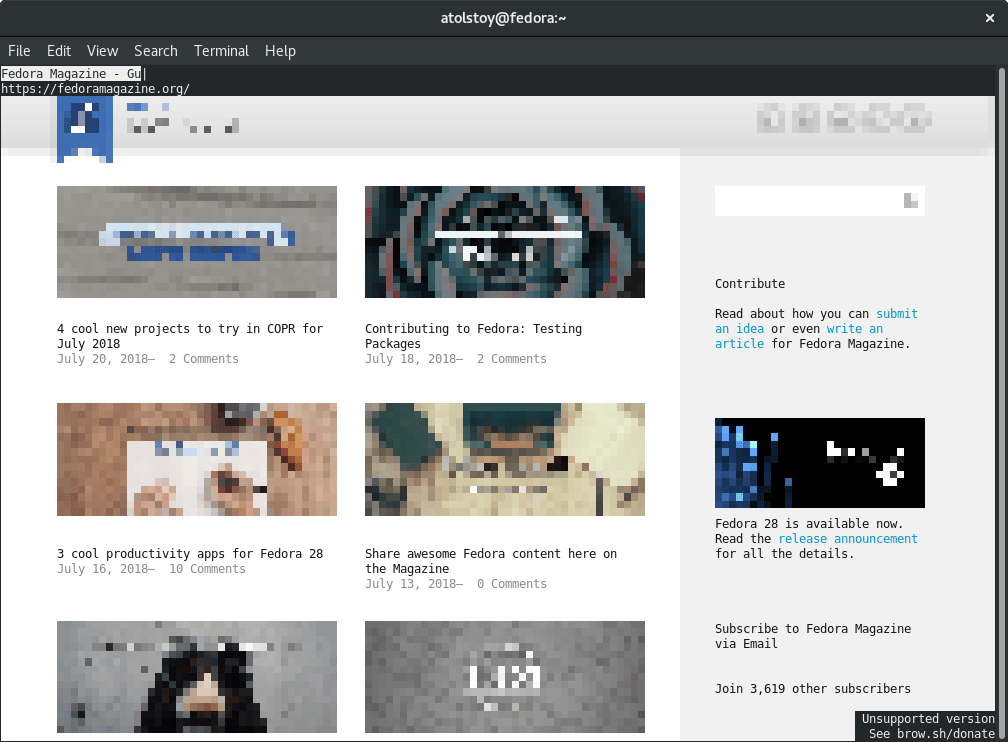 atolstoy@fedora:~
File Edit View Search Terminal Help
Fedora Magazine - Gu
https://fedoramagazine.org/
4 cool new projects to try in COPR for
July 2018
July 20, 2018— 2 Comments
Contributing to Fedora: Testing
Packages
July 18, 2018— 2 Comments
3 cool productivity apps for Fedora 28
July 16, 2018— 10 Comments
Share awesome Fedora content here on
the Magazine
July 13, 2018— 0 Comments
Contribute
Read about how you can submit
an idea or even write an
article for Fedora Magazine.
Fedora 28 is available now.
Read the release announcement
for all the details.
Subscribe to Fedora Magazine
via Email
Join 3,619 other subscribers
Unsupported version
See brow.sh/donate